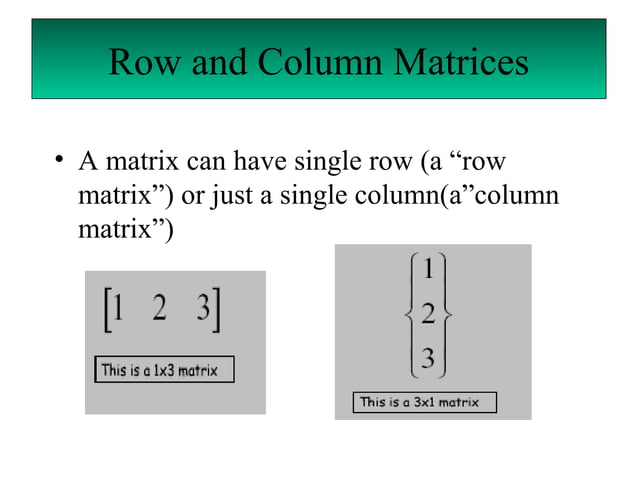 Row and Column Matrices
• A matrix can have single row (a “row
matrix”) or just a single column(a”column
matrix”)
[1 2 3]
This is a 1x3 matrix
{1
2
3}
This is a 3x1 matrix